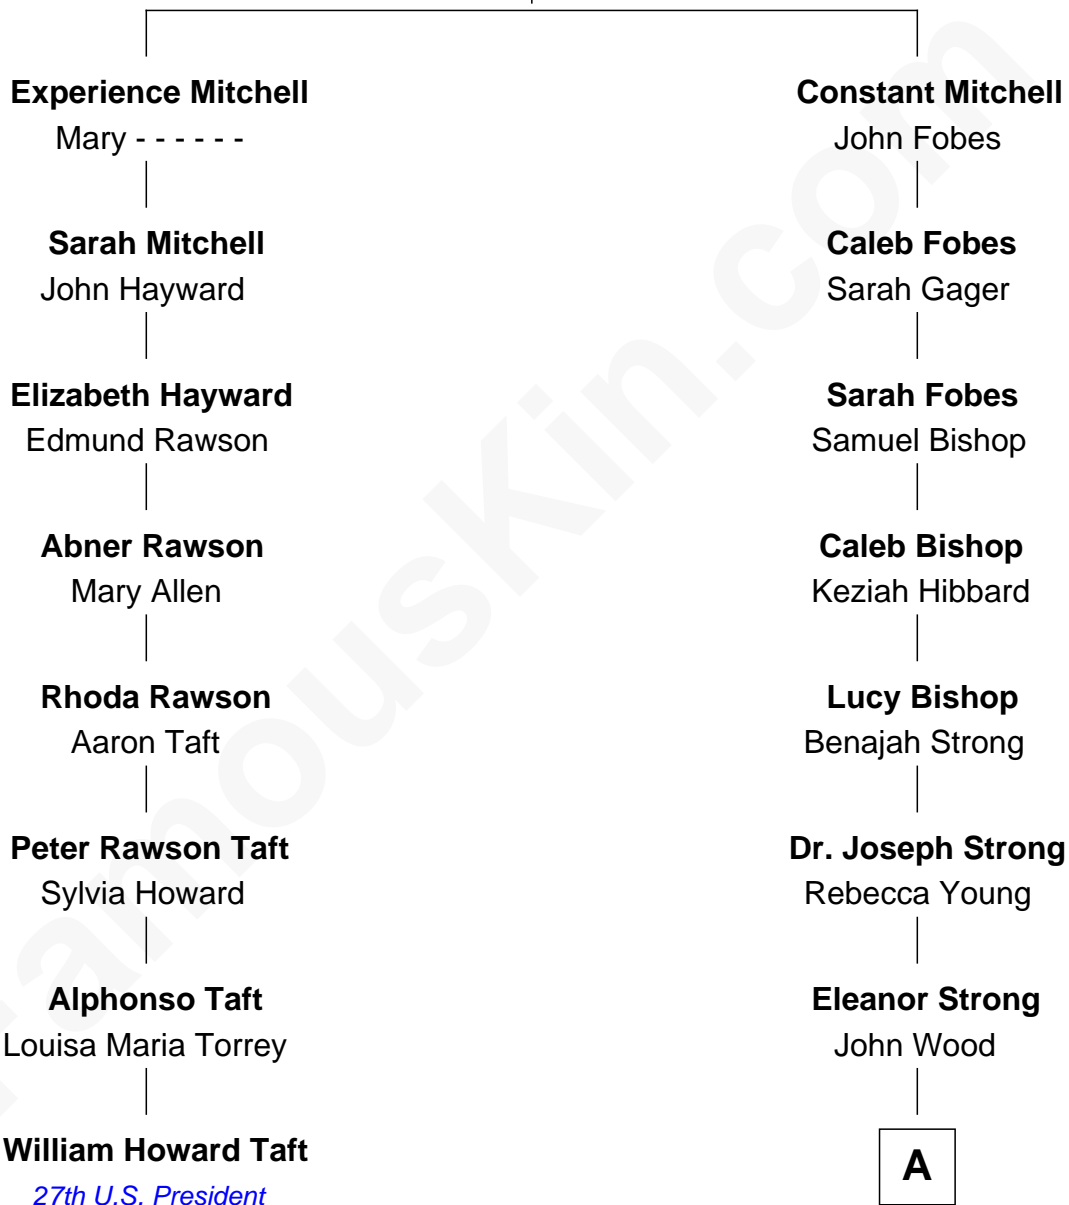 Experience Mitchell
Mary - - - - - -
Constant Mitchell
John Fobes
Sarah Mitchell
John Hayward
Caleb Fobes
Sarah Gager
Elizabeth Hayward
Edmund Rawson
Sarah Fobes
Samuel Bishop
Abner Rawson
Mary Allen
Caleb Bishop
Keziah Hibbard
Rhoda Rawson
Aaron Taft
Lucy Bishop
Benajah Strong
Peter Rawson Taft
Sylvia Howard
Dr. Joseph Strong
Rebecca Young
Alphonso Taft
Louisa Maria Torrey
Eleanor Strong
John Wood
William Howard Taft
27th U.S. President
A
FamousKin.com